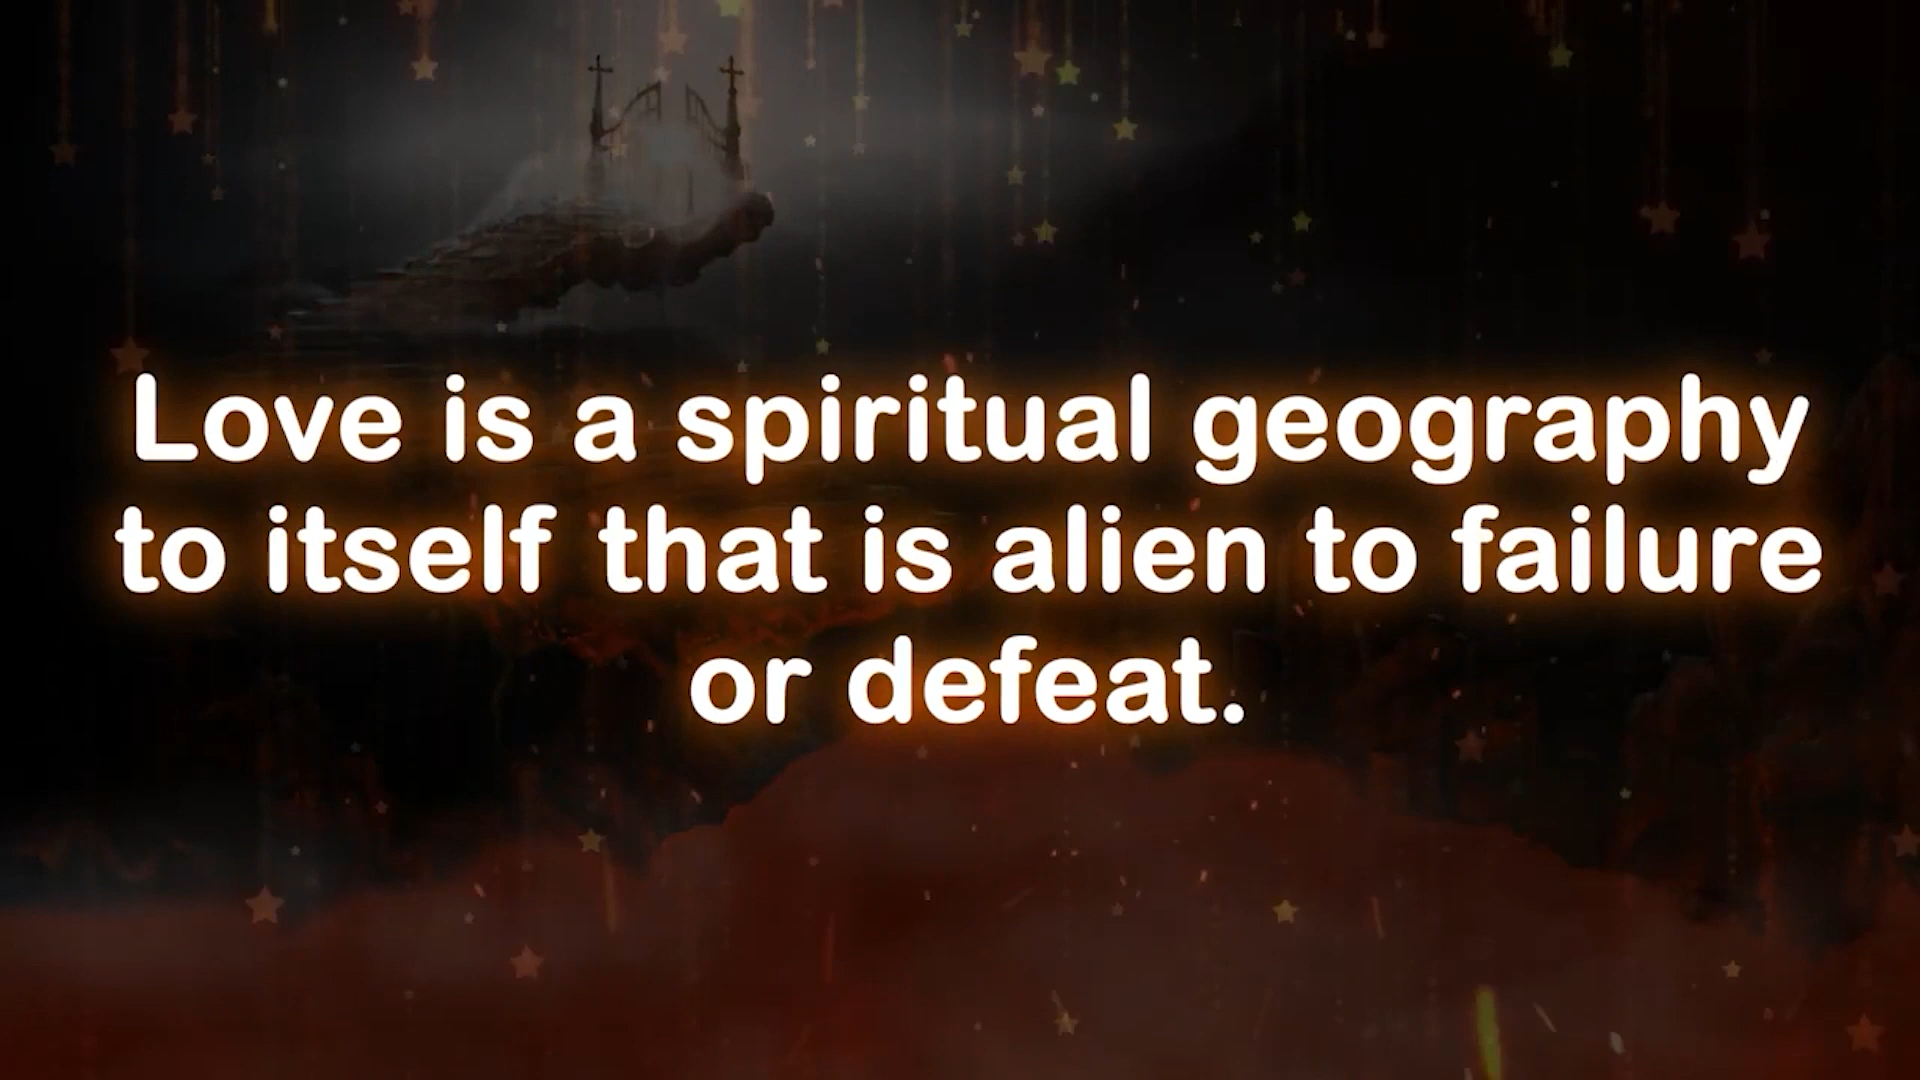 Love is a spiritual geography
to itself that is alien to failure
or defeat.